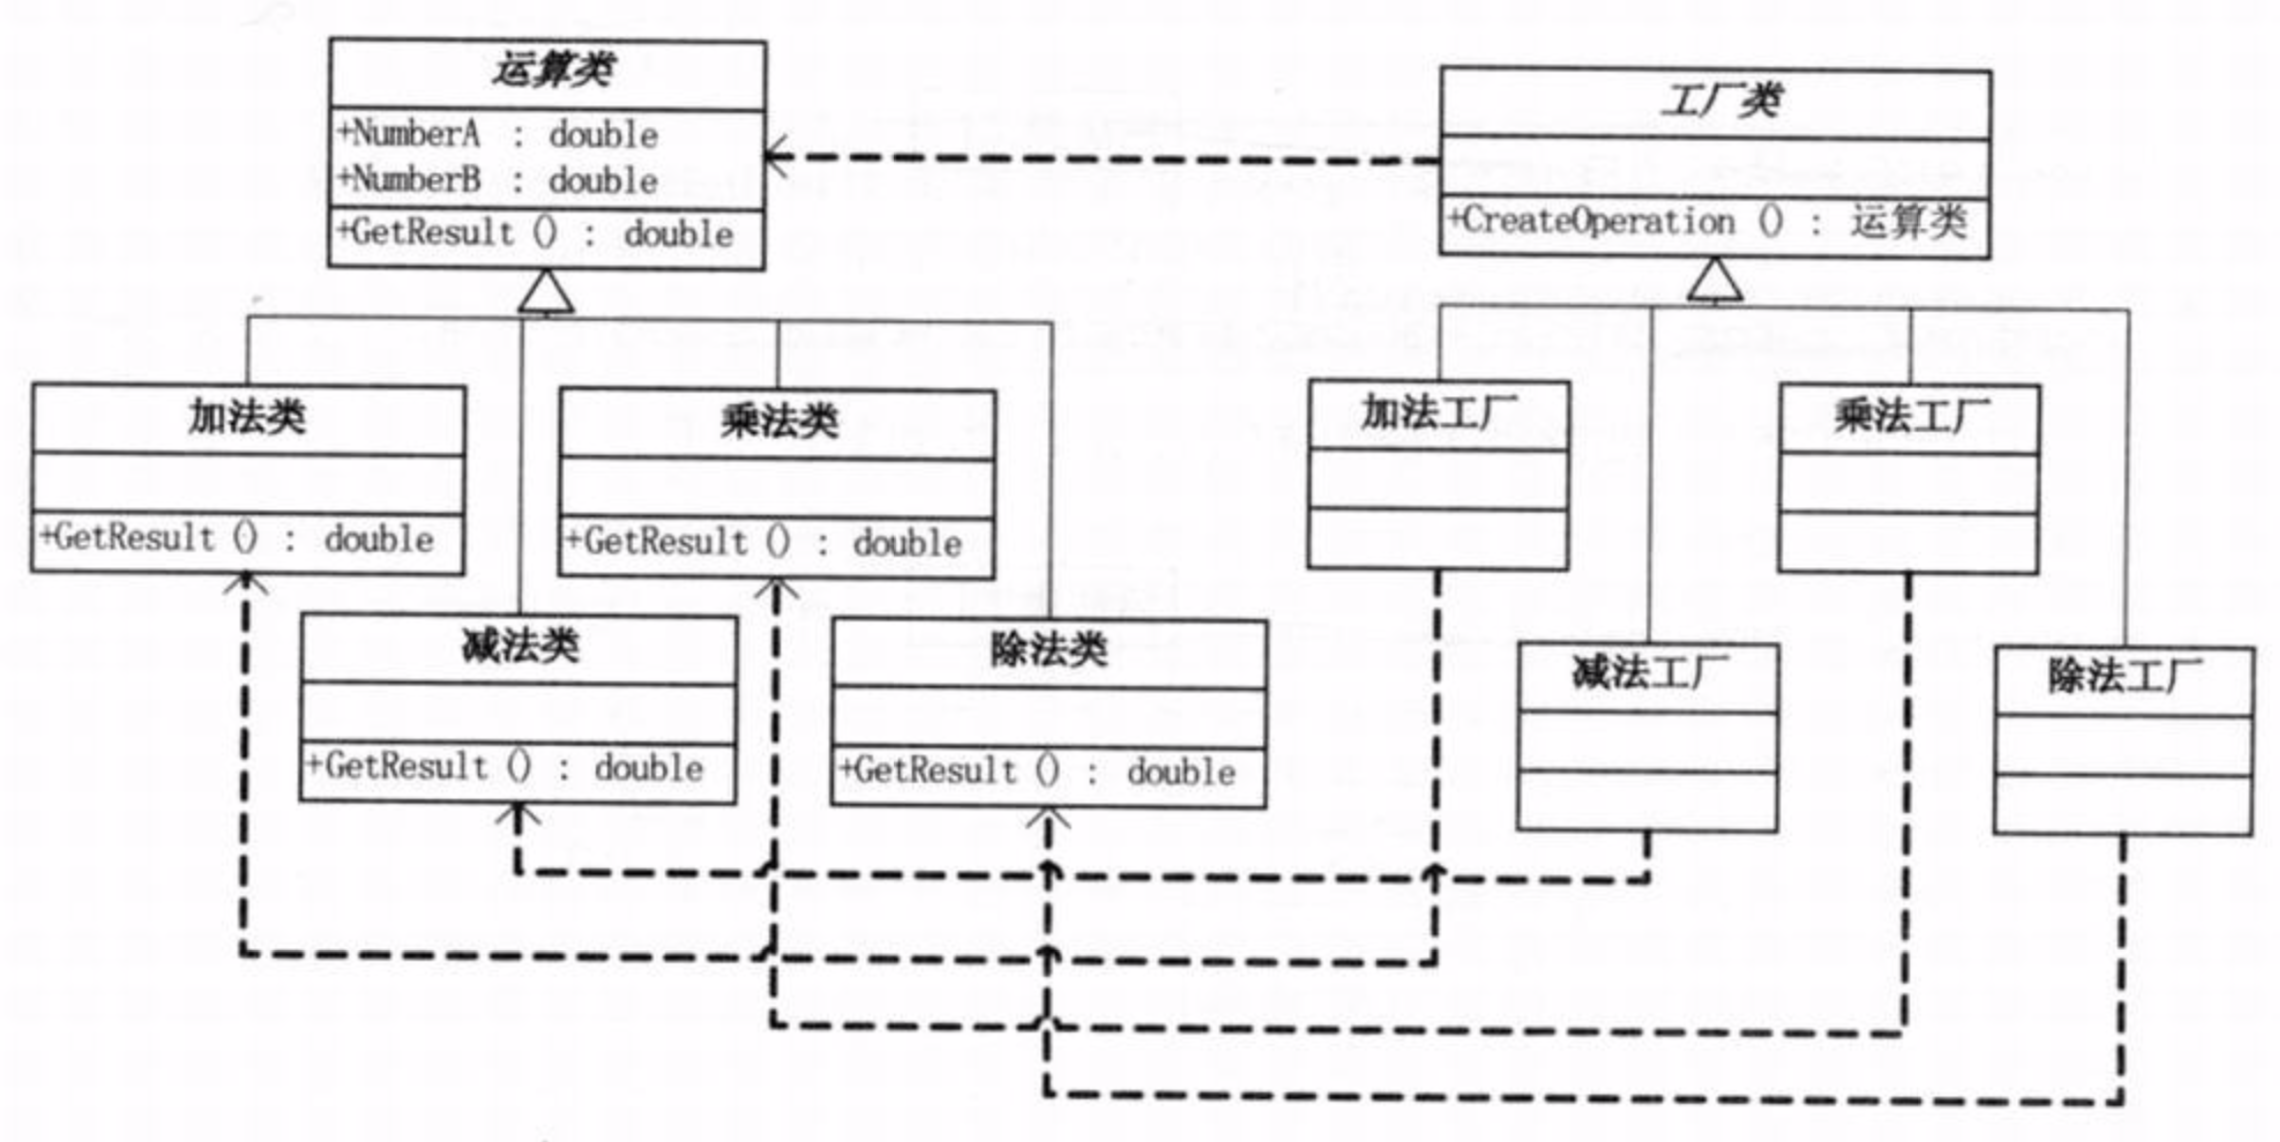 运算类
+NumberA : double
+NumberB : double
+GetResult () : double
工厂类
+CreateOperation () : 运算类
加法类
+GetResult () : double
乘法类
+GetResult () : double
减法类
+GetResult () : double
除法类
+GetResult () : double
加法工厂
乘法工厂
减法工厂
除法工厂